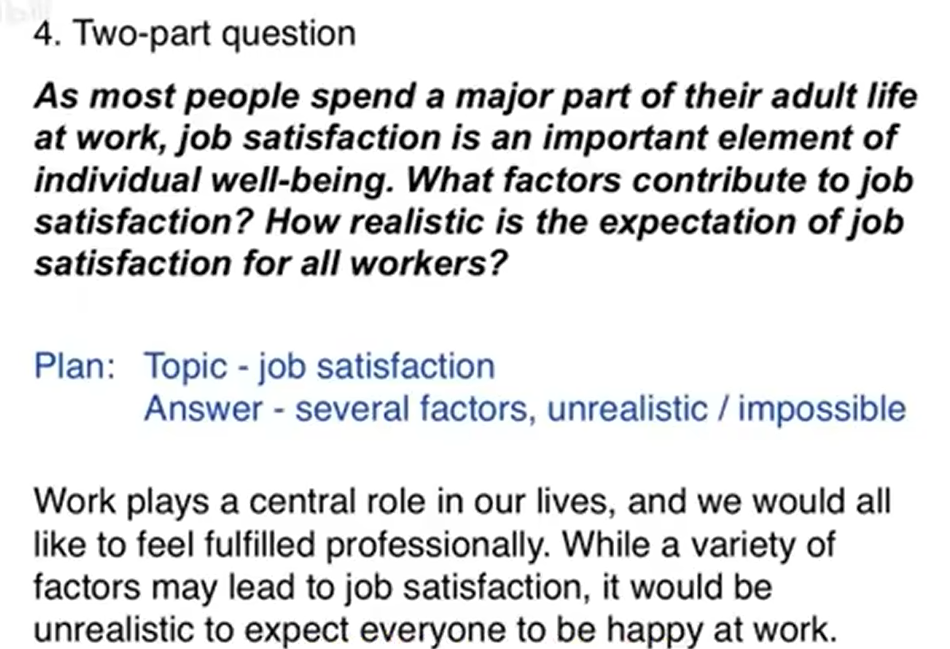 4. Two-part question
As most people spend a major part of their adult life
at work, job satisfaction is an important element of
individual well-being. What factors contribute to job
satisfaction? How realistic is the expectation of job
satisfaction for all workers?
Plan: Topic - job satisfaction
Answer - several factors, unrealistic / impossible
Work plays a central role in our lives, and we would all
like to feel fulfilled professionally. While a variety of
factors may lead to job satisfaction, it would be
unrealistic to expect everyone to be happy at work.